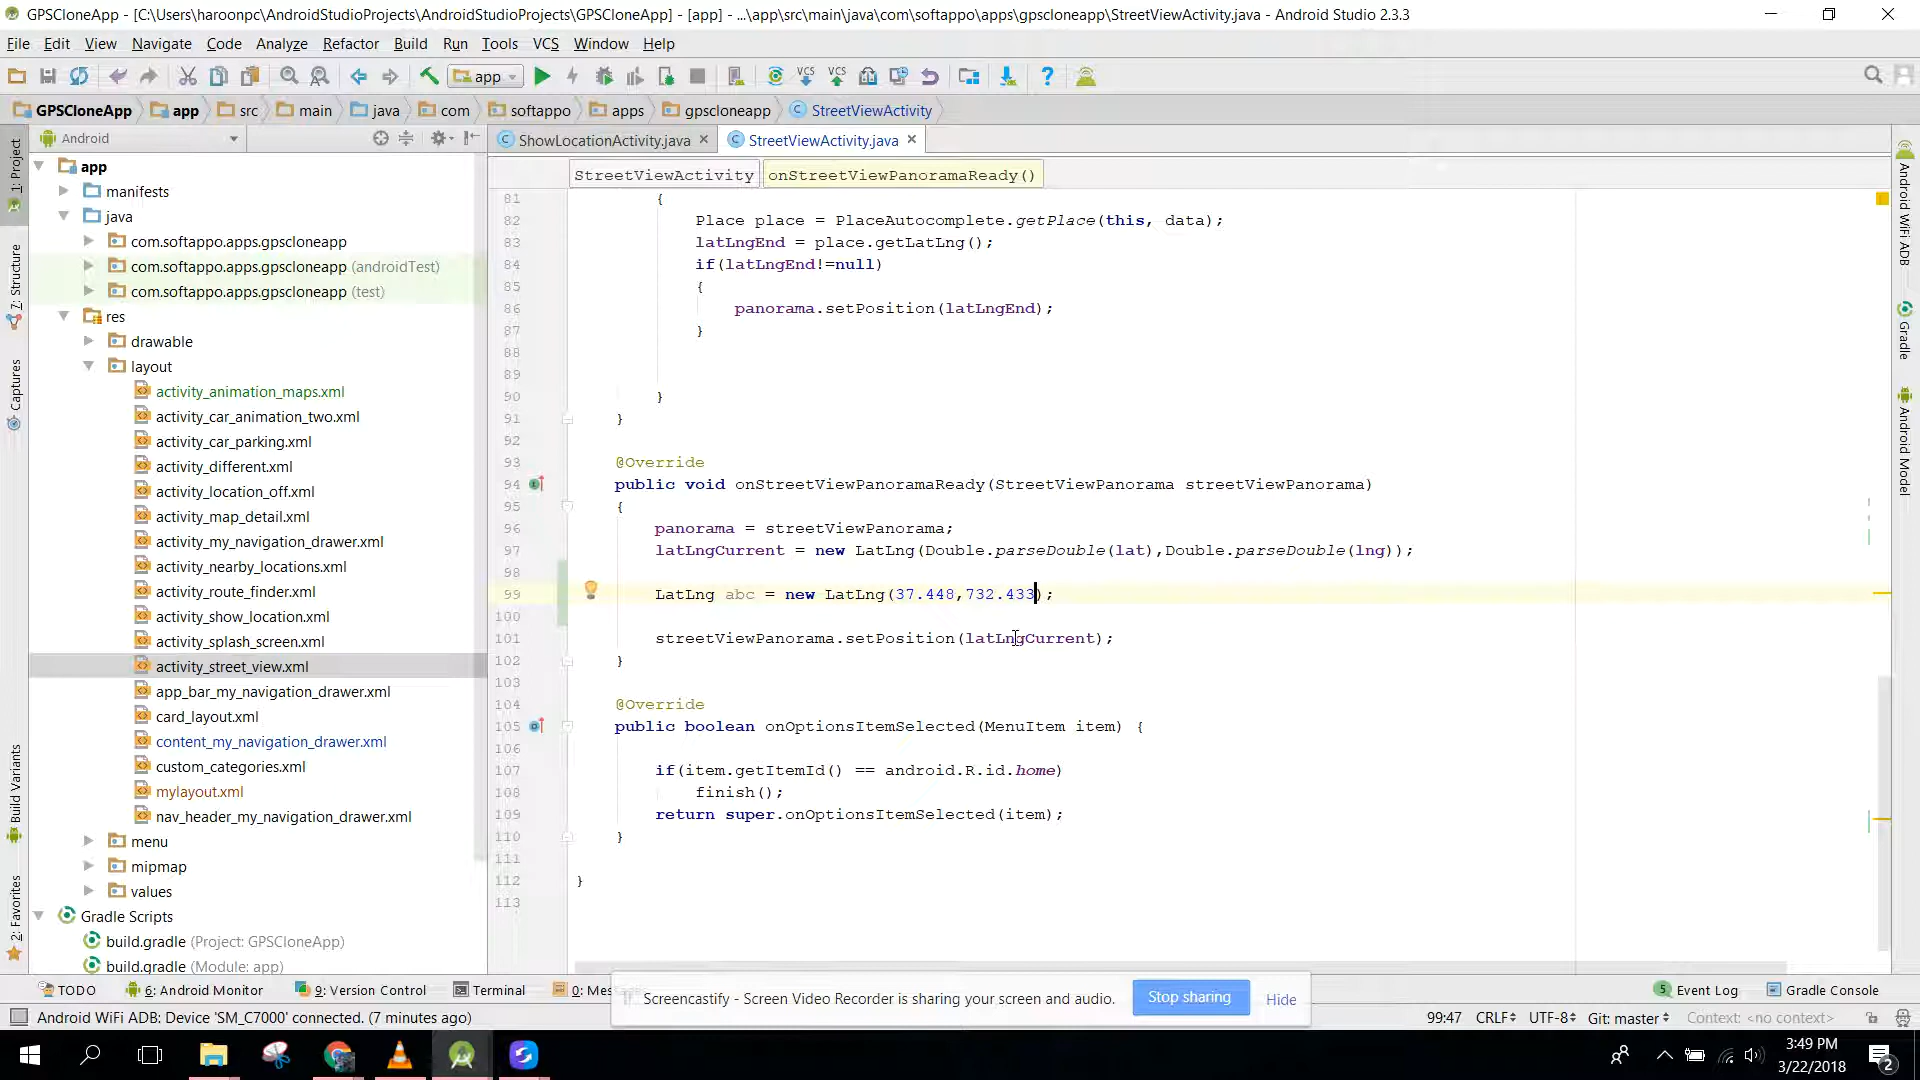 GPSCloneApp - [C:\Users\haroonpc\AndroidStudioProjects\AndroidStudioProjects\GPSCloneApp] - [app] - ...\app\src\main\java\com\softappo\apps\gpscloneapp\StreetViewActivity.java - Android Studio 2.3.3
File Edit View Navigate Code Analyze Refactor Build Run Tools VCS Window Help
app VCS VCS ?
GPSCloneApp app src main java com softappo apps gpscloneapp StreetViewActivity
Android
ShowLocationActivity.java StreetViewActivity.java
StreetViewActivity onStreetViewPanoramaReady()
1: Project
7: Structure
Captures
Build Variants
2: Favorites
app
manifests
java
com.softappo.apps.gpscloneapp
com.softappo.apps.gpscloneapp (androidTest)
com.softappo.apps.gpscloneapp (test)
res
drawable
layout
activity_animation_maps.xml
activity_car_animation_two.xml
activity_car_parking.xml
activity_different.xml
activity_location_off.xml
activity_map_detail.xml
activity_my_navigation_drawer.xml
activity_nearby_locations.xml
activity_route_finder.xml
activity_show_location.xml
activity_splash_screen.xml
activity_street_view.xml
app_bar_my_navigation_drawer.xml
card_layout.xml
content_my_navigation_drawer.xml
custom_categories.xml
mylayout.xml
nav_header_my_navigation_drawer.xml
menu
mipmap
values
Gradle Scripts
build.gradle (Project: GPSCloneApp)
build.gradle (Module: app)
81 {
82 Place place = PlaceAutocomplete.getPlace(this, data);
83 latLngEnd = place.getLatLng();
84 if(latLngEnd!=null)
85 {
86 panorama.setPosition(latLngEnd);
87 }
88
89
90 }
91 }
92
93 @Override
94 public void onStreetViewPanoramaReady(StreetViewPanorama streetViewPanorama)
95 {
96 panorama = streetViewPanorama;
97 latLngCurrent = new LatLng(Double.parseDouble(lat),Double.parseDouble(lng));
98
99 LatLng abc = new LatLng(37.448,732.433);
100
101 streetViewPanorama.setPosition(latLngCurrent);
102 }
103
104 @Override
105 public boolean onOptionsItemSelected(MenuItem item) {
106
107 if(item.getItemId() == android.R.id.home)
108 finish();
109 return super.onOptionsItemSelected(item);
110 }
111
112 }
113
Android WiFi ADB
Gradle
Android Model
TODO 6: Android Monitor 9: Version Control Terminal 0: Mes
Screencastify - Screen Video Recorder is sharing your screen and audio. Stop sharing Hide
5 Event Log Gradle Console
Android WiFi ADB: Device 'SM_C7000' connected. (7 minutes ago)
99:47 CRLF UTF-8 Git: master Context: <no context>
3:49 PM
3/22/2018
2